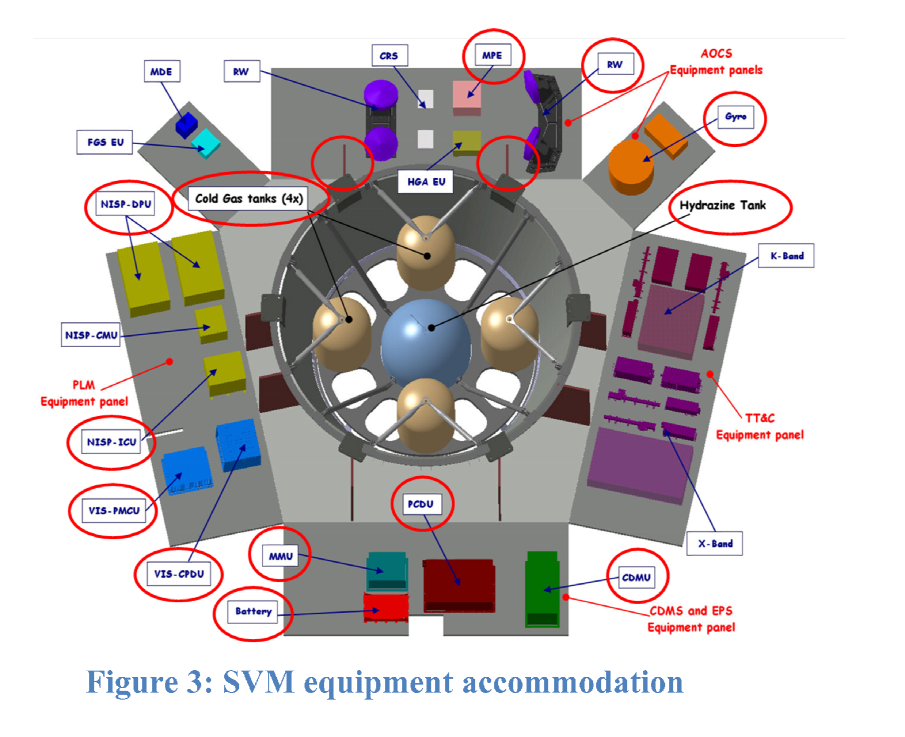 CRS
MPE
AOCS
Equipment panels
MDE
RW
RW
Gyro
FGS EU
HGA EU
NISP-DPU
Cold Gas tanks (4x)
Hydrazine Tank
K-Band
NISP-CMU
PLM
Equipment panel
TT&C
Equipment panel
NISP-ICU
VIS-PMCU
PCDU
X-Band
MMU
VIS-CPDU
CDMU
Battery
CDMS and EPS
Equipment panel
Figure 3: SVM equipment accommodation